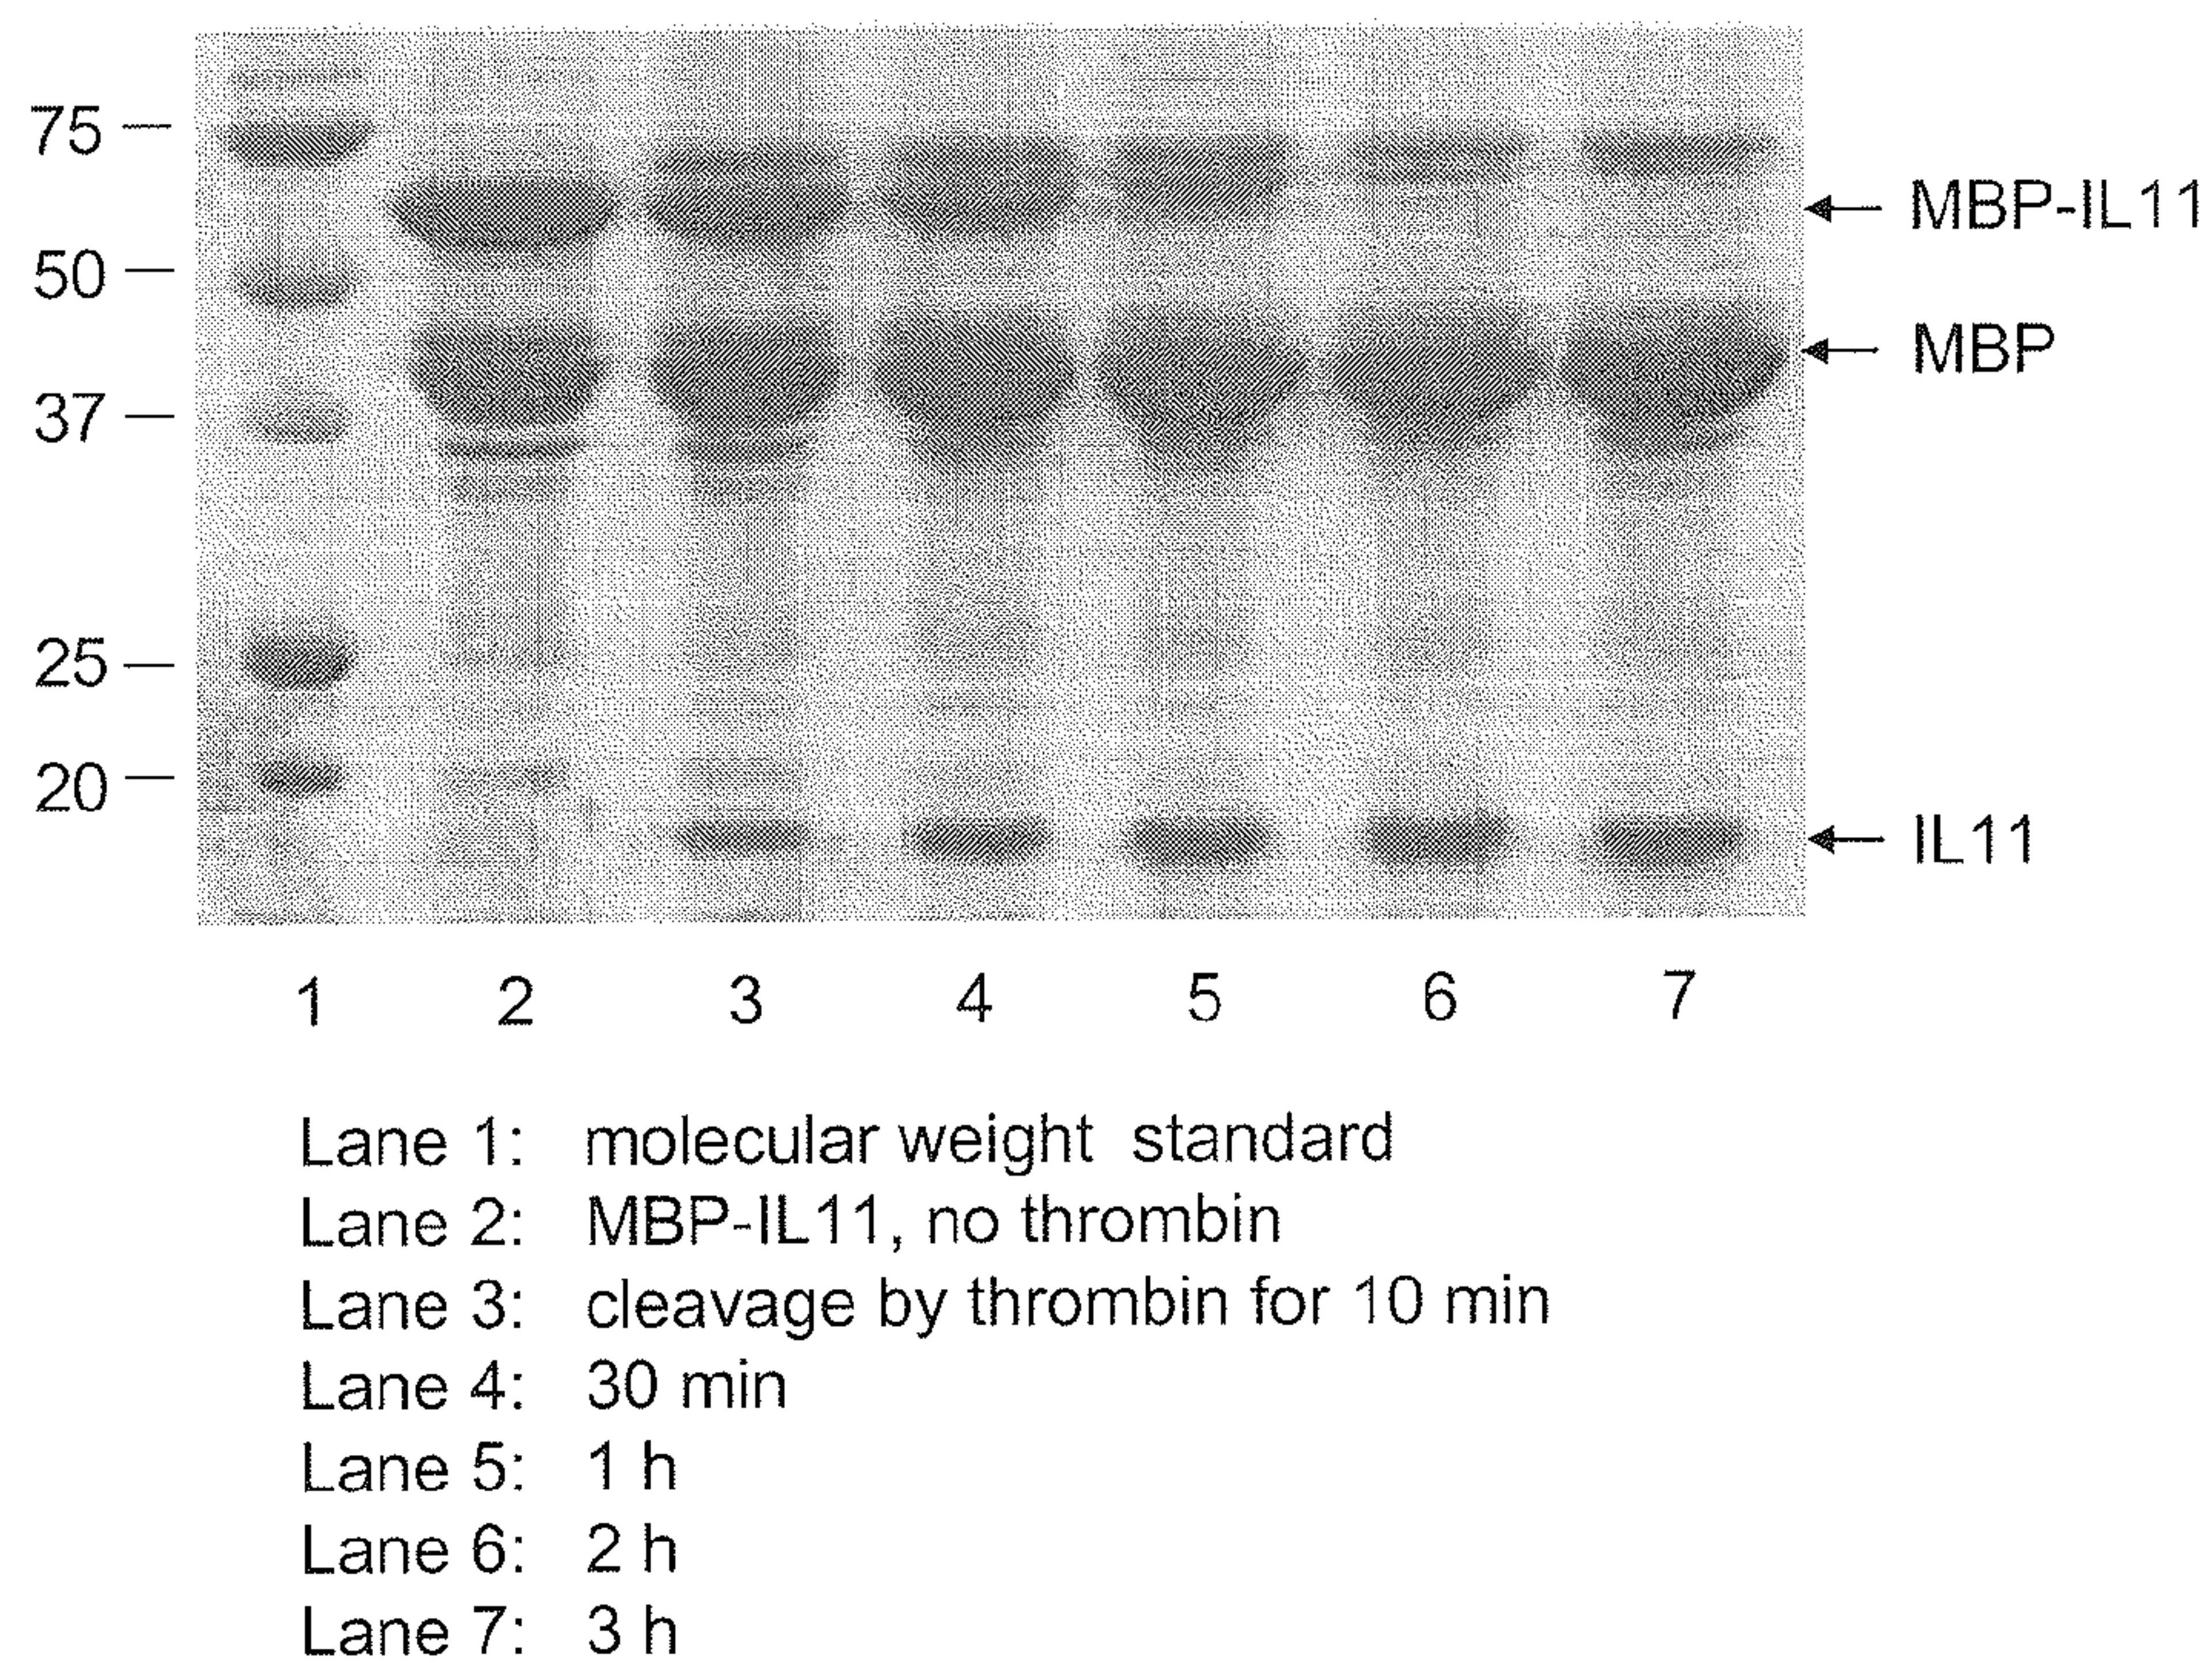 75
MBP-IL11
50
MBP
37
25
20
IL11
1 2 3 4 5 6 7
Lane 1: molecular weight standard
Lane 2: MBP-IL11, no thrombin
Lane 3: cleavage by thrombin for 10 min
Lane 4: 30 min
Lane 5: 1 h
Lane 6: 2 h
Lane 7: 3 h